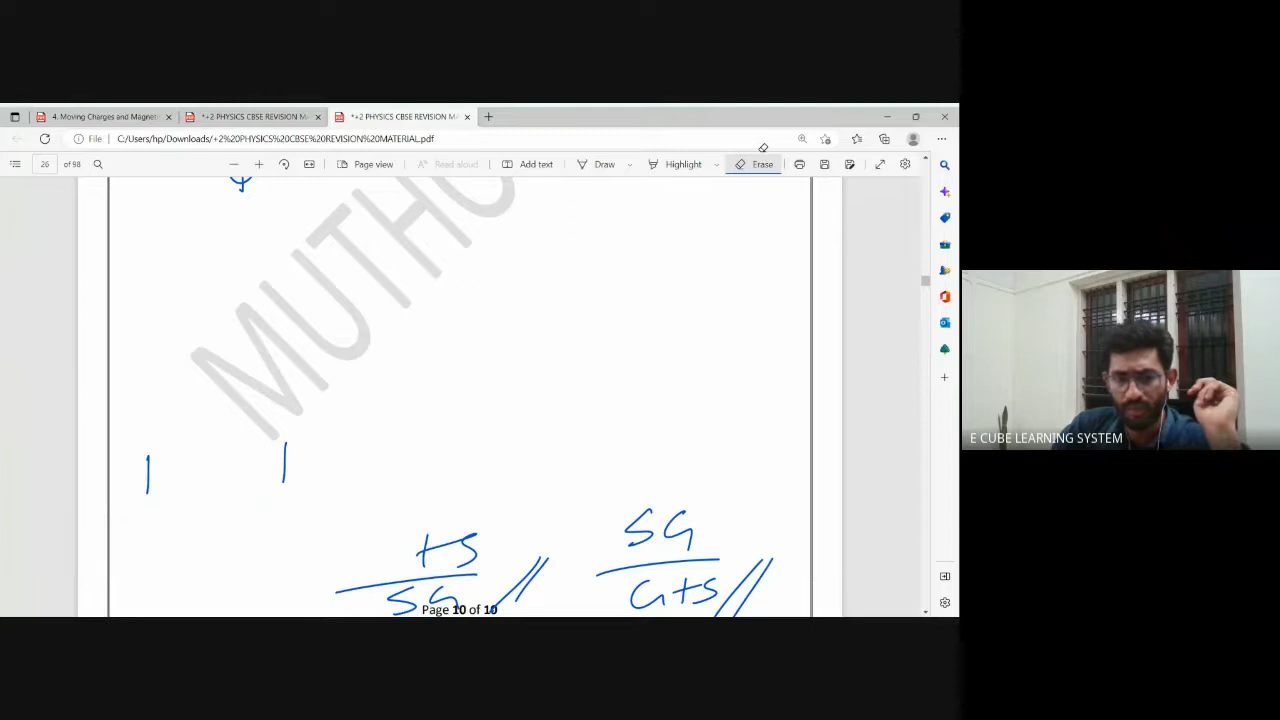 4. Moving Charges and Magnet
*+2 PHYSICS CBSE REVISION M
*+2 PHYSICS CBSE REVISION MA
File C:/Users/hp/Downloads/+2%20PHYSICS%20CBSE%20REVISION%20MATERIAL.pdf
26 of 98 Page view Read aloud Add text Draw Highlight Erase
MUTHO
| |
+S
SG
SG
G+S
Page 10 of 10
E CUBE LEARNING SYSTEM